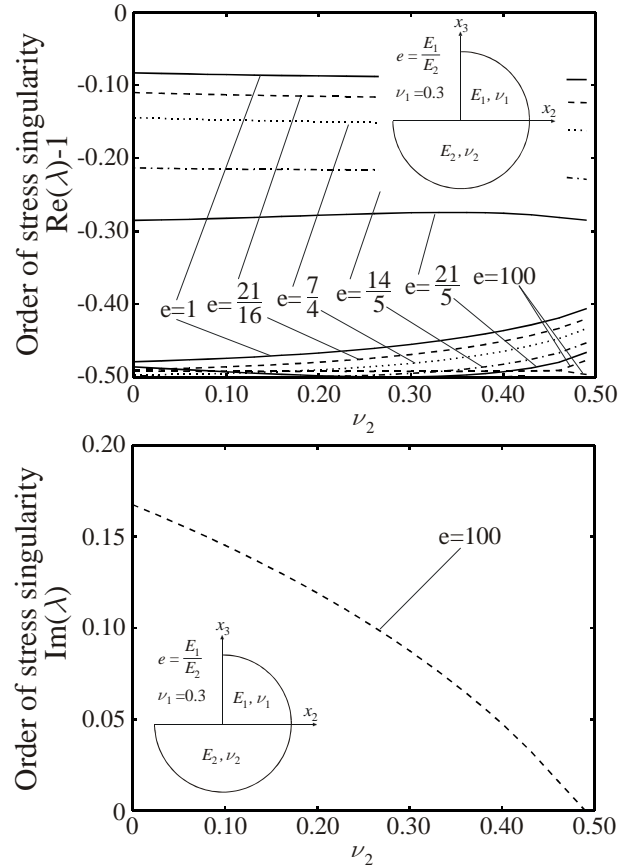 Order of stress singularity
Re(λ)-1
-0
-0.10
-0.20
-0.30
-0.40
-0.50
x₃
e = E₁/E₂
ν₁=0.3
E₁, ν₁
x₂
E₂, ν₂
e=1
e=21/16
e=7/4
e=14/5
e=21/5
e=100
0
0.10
0.20
0.30
0.40
0.50
ν₂
Order of stress singularity
Im(λ)
0.20
0.15
0.10
0.05
0
e=100
x₃
e = E₁/E₂
ν₁=0.3
E₁, ν₁
x₂
E₂, ν₂
0
0.10
0.20
0.30
0.40
0.50
ν₂